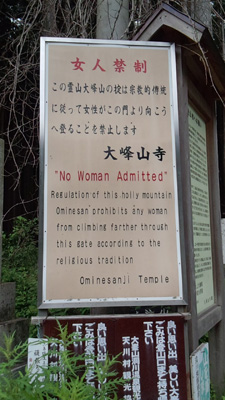 女人禁制
この霊山大峰山の掟は宗教的傳統
に従って女性がこの門より向こう
へ登ることを禁止します
大峰山寺
"No Woman Admitted"
Regulation of this holly mountain
Ominesan prohibits any woman
from climbing farther through
this gate according to the
religious tradition
Ominesanji Temple